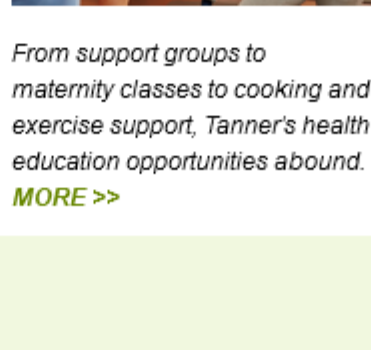 From support groups to
maternity classes to cooking and
exercise support, Tanner's health
education opportunities abound.
MORE >>